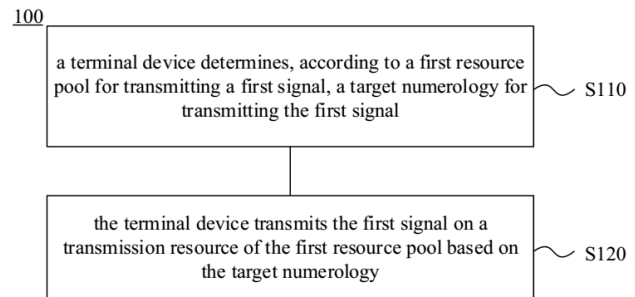 100
a terminal device determines, according to a first resource
pool for transmitting a first signal, a target numerology for
transmitting the first signal
S110
the terminal device transmits the first signal on a
transmission resource of the first resource pool based on
the target numerology
S120